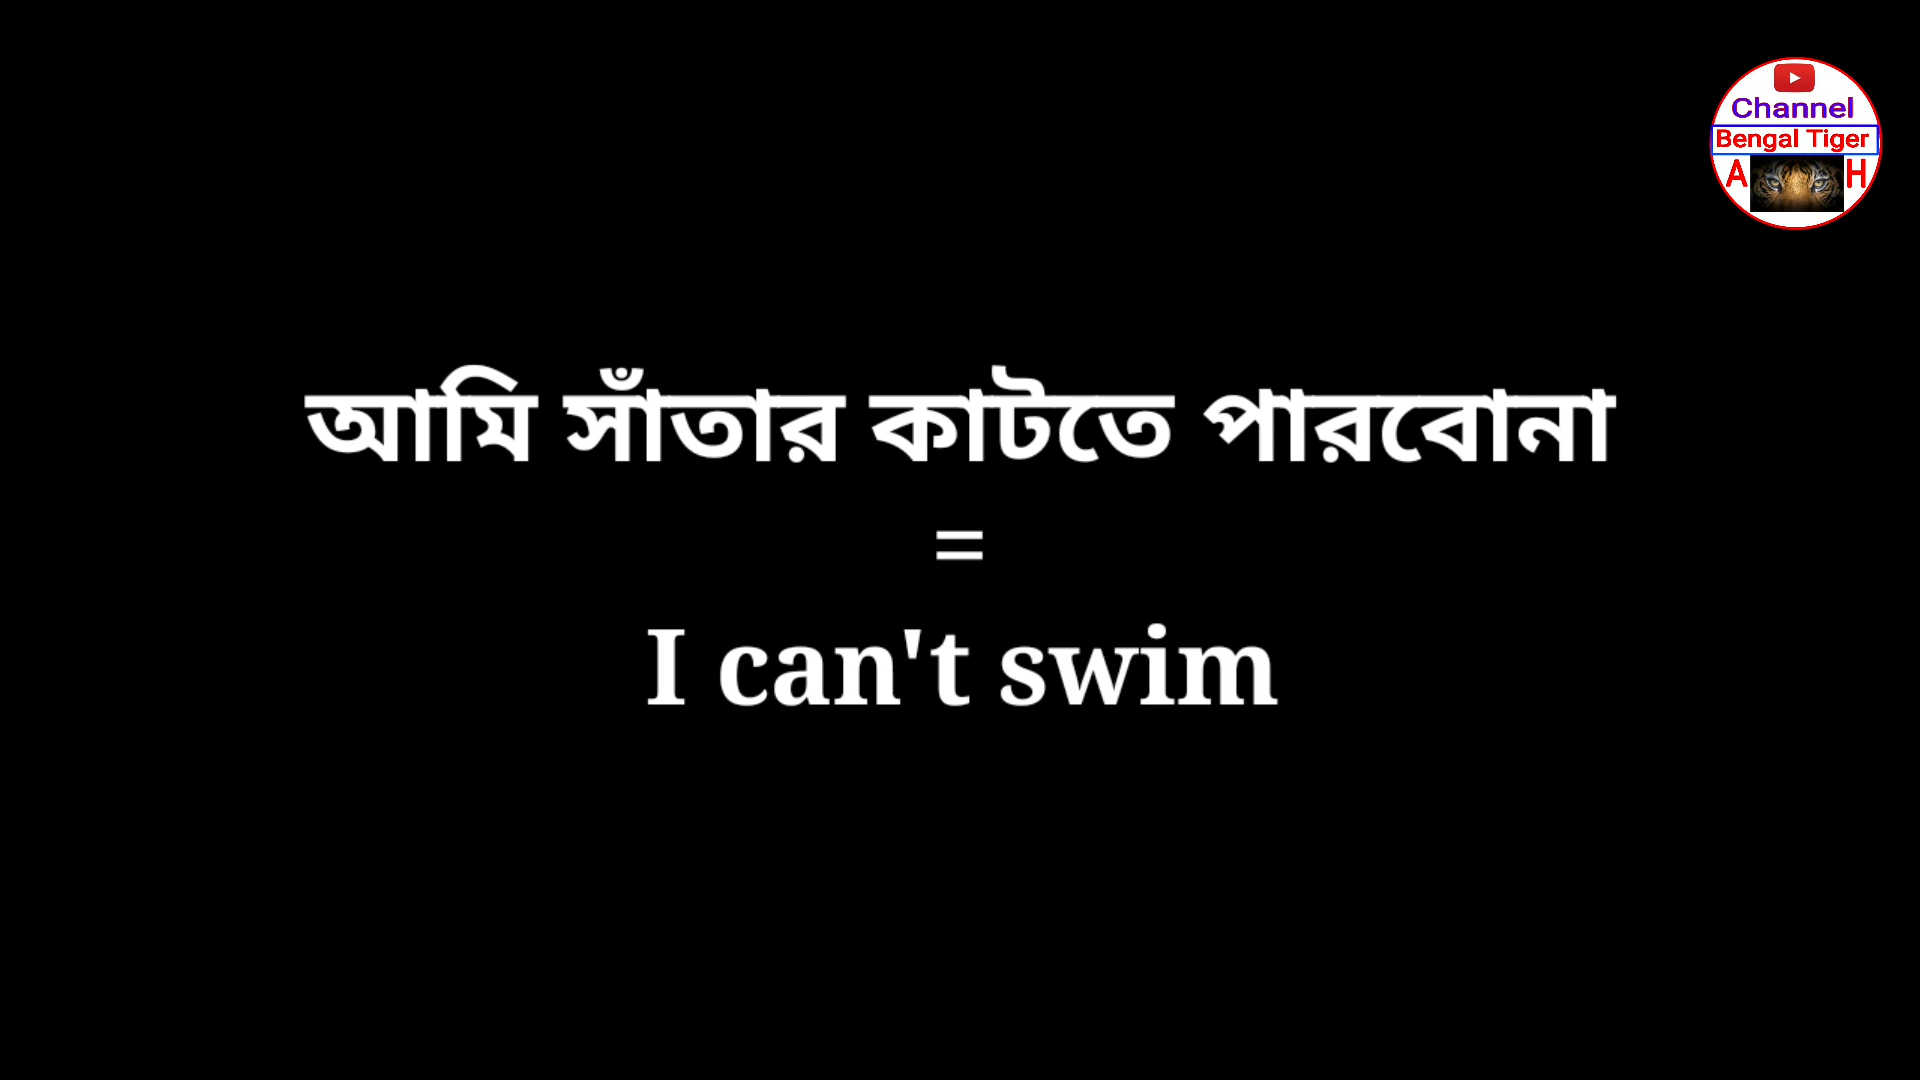 Channel
Bengal Tiger
A H
আমি সাঁতার কাটতে পারবোনা
=
I can't swim